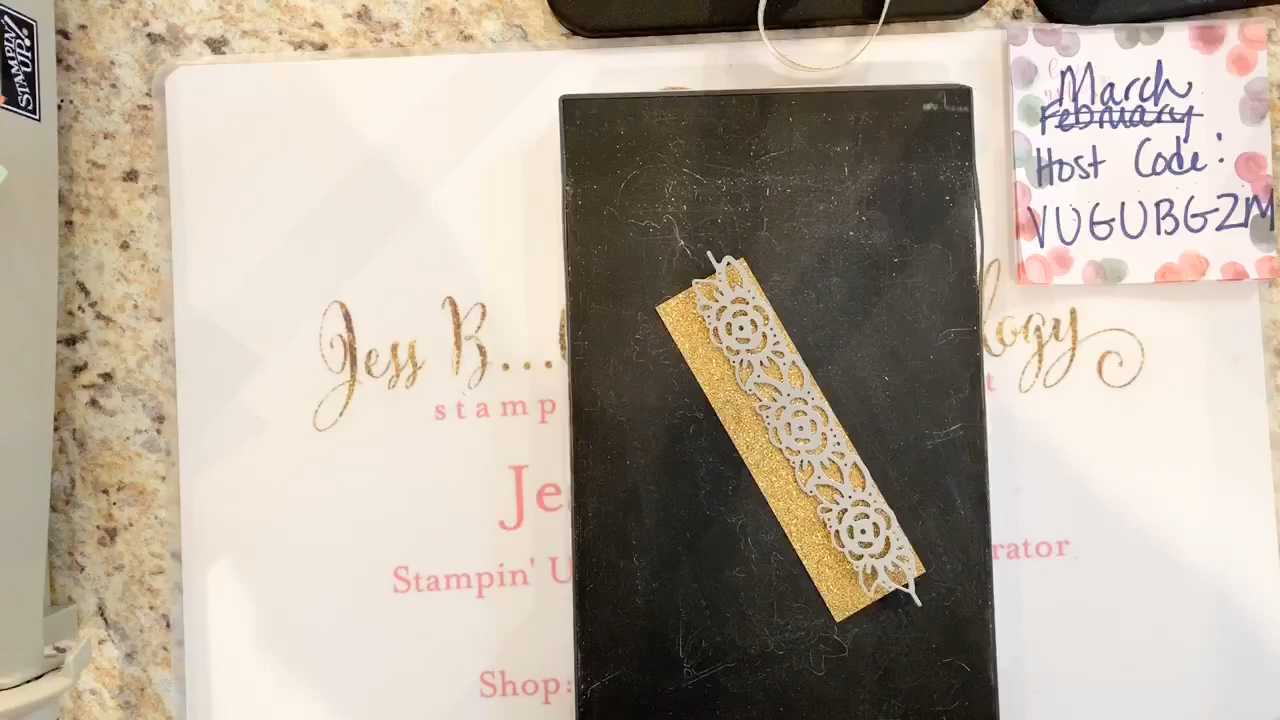 STAMPIN' UP!
March
February
Host Code:
VUGUBGZM
Jess B... logy
stamp t
Je
Stampin' U rator
Shop: